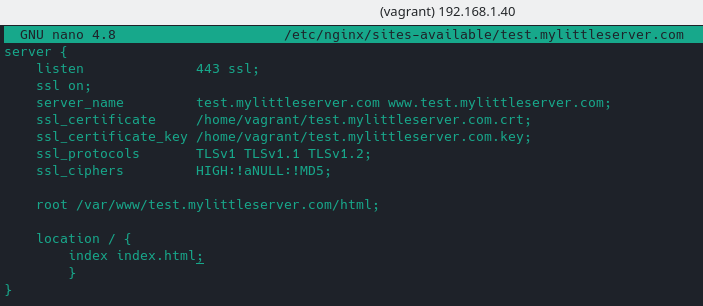 (vagrant) 192.168.1.40
GNU nano 4.8 /etc/nginx/sites-available/test.mylittleserver.com
server {
listen 443 ssl;
ssl on;
server_name test.mylittleserver.com www.test.mylittleserver.com;
ssl_certificate /home/vagrant/test.mylittleserver.com.crt;
ssl_certificate_key /home/vagrant/test.mylittleserver.com.key;
ssl_protocols TLSv1 TLSv1.1 TLSv1.2;
ssl_ciphers HIGH:!aNULL:!MD5;
root /var/www/test.mylittleserver.com/html;
location / {
index index.html;
}
}